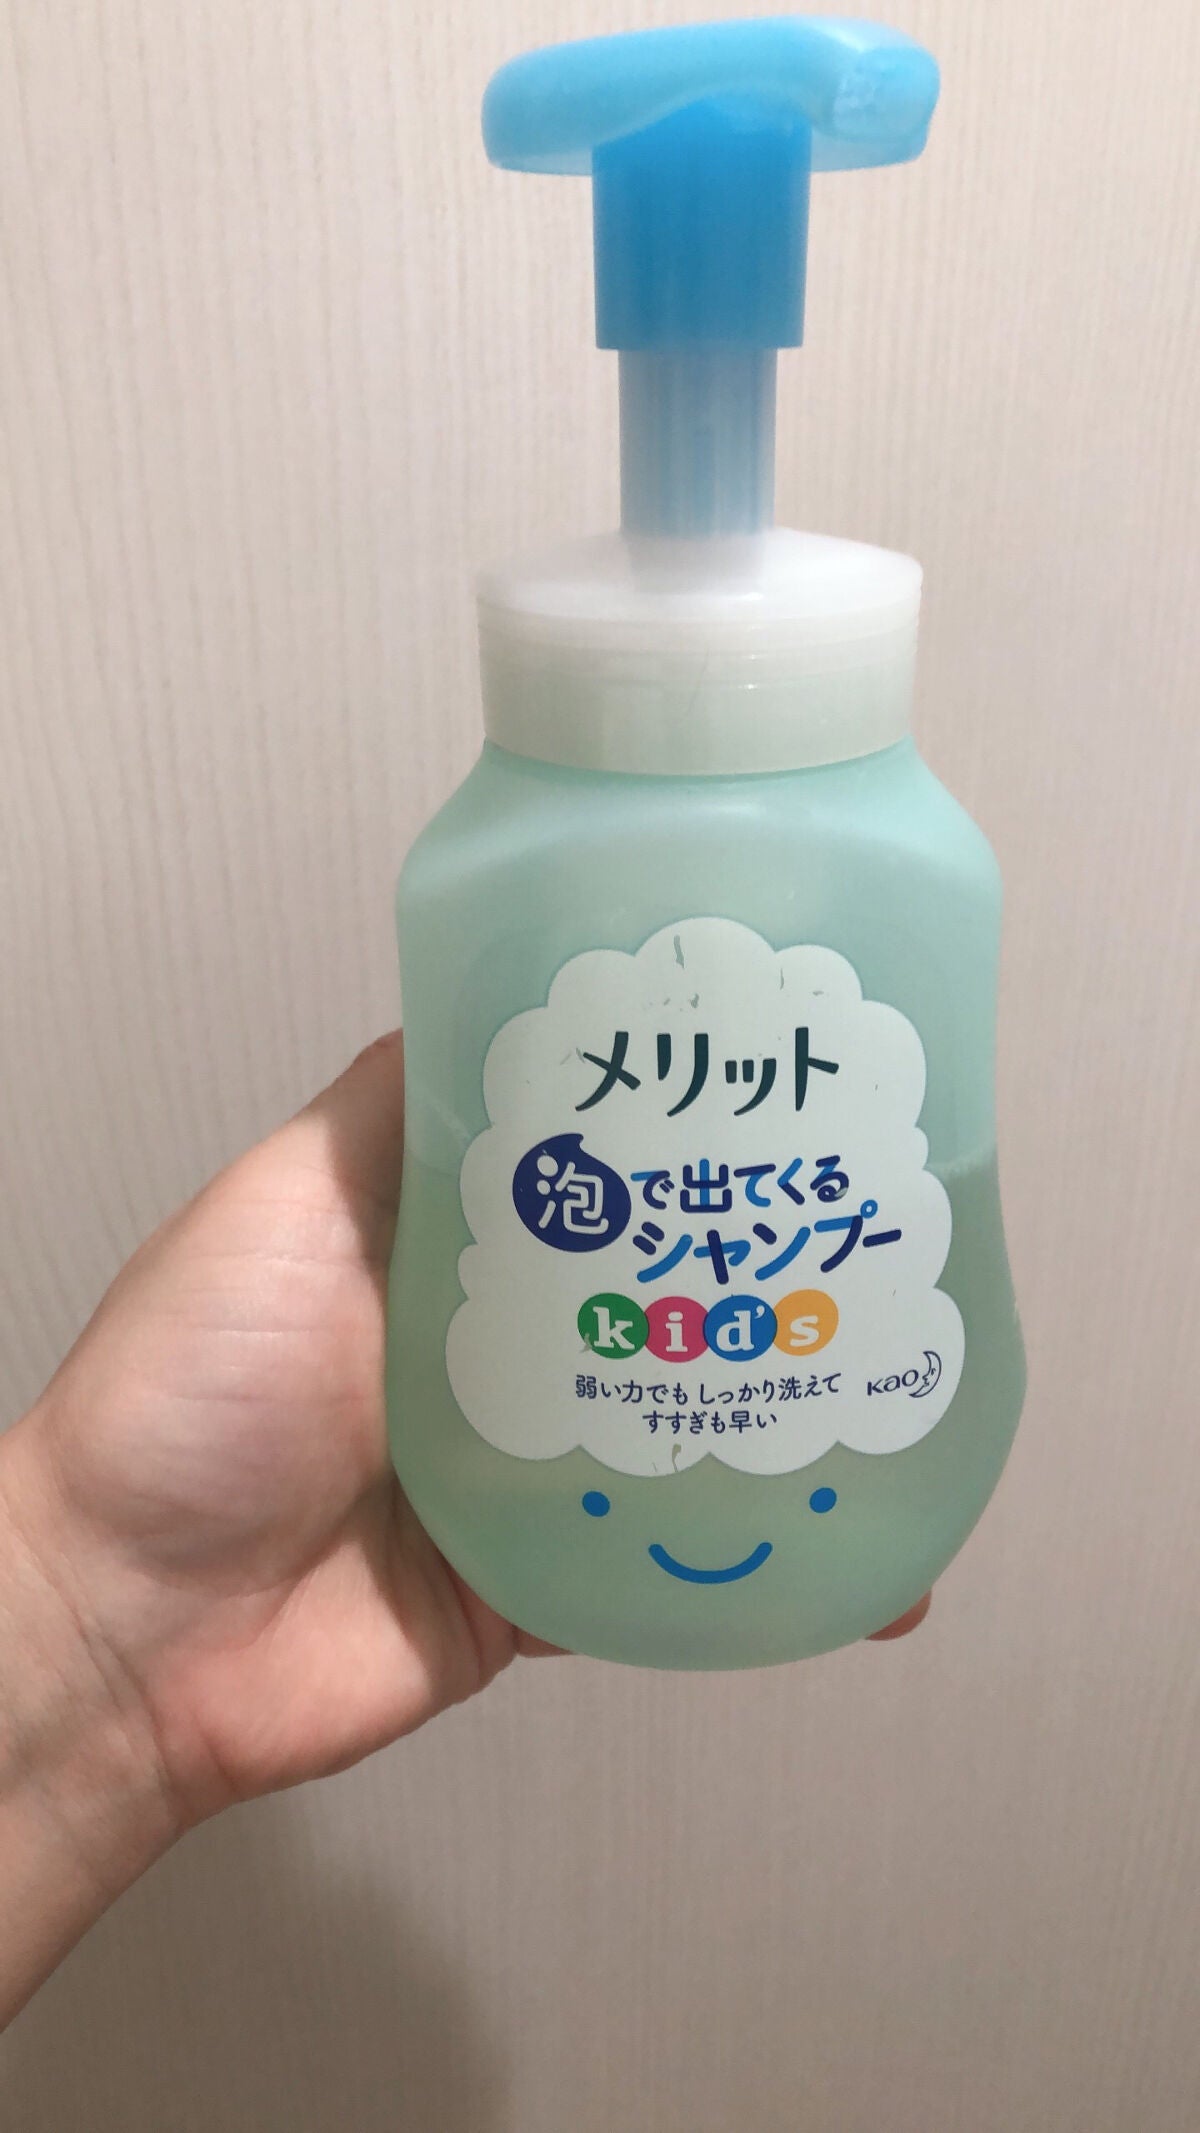 メリット
泡で出てくる
シャンプー
kid's
弱い力でも しっかり洗えて
すすぎも早い
Kao